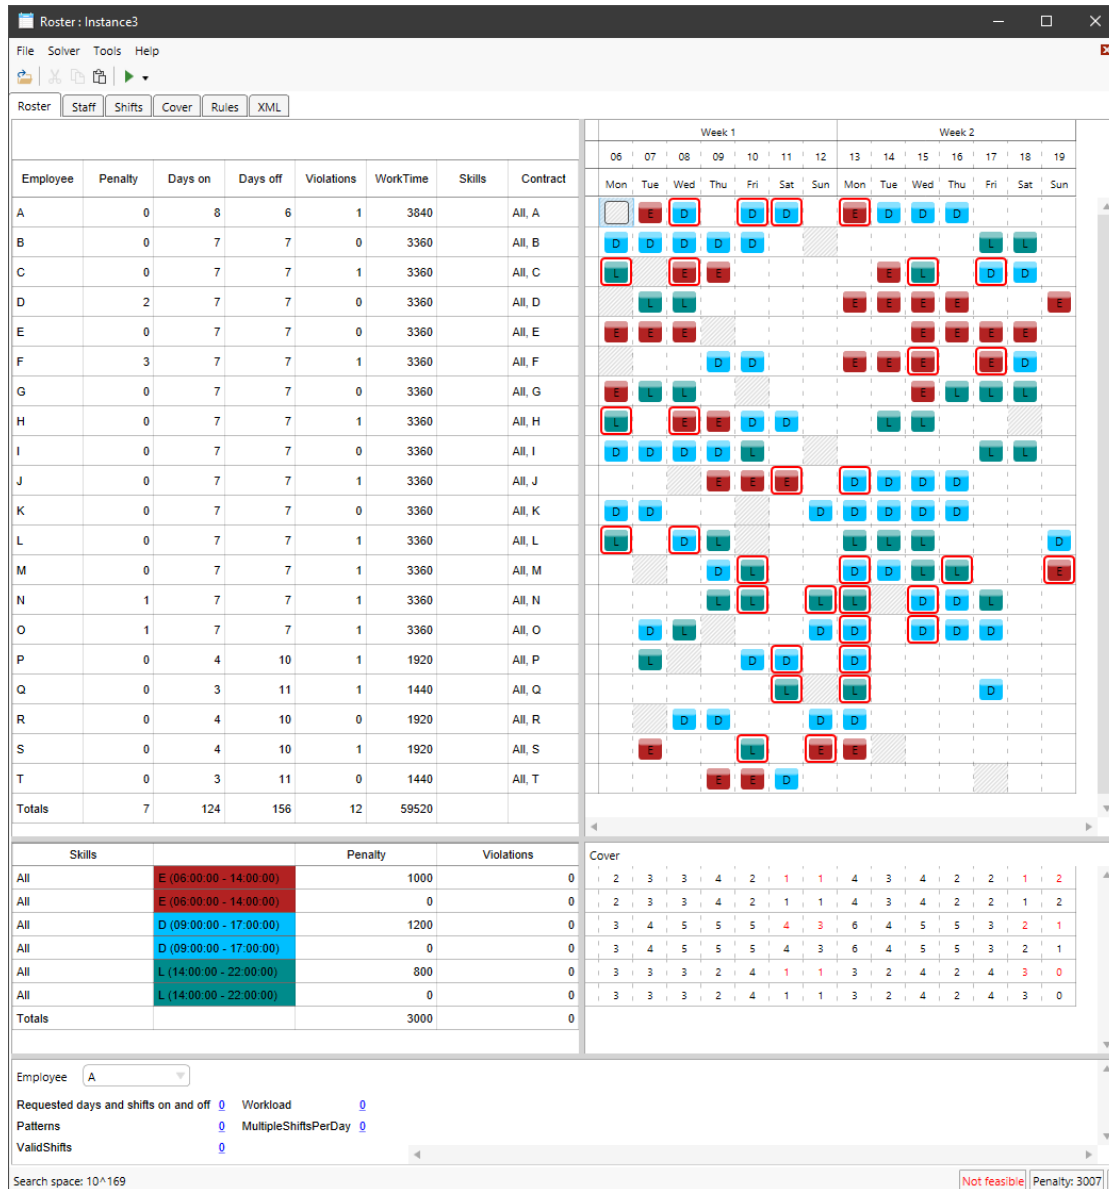 Roster : Instance3
File Solver Tools Help
Roster Staff Shifts Cover Rules XML
Week 1 Week 2
06 07 08 09 10 11 12 13 14 15 16 17 18 19
Employee Penalty Days on Days off Violations WorkTime Skills Contract Mon Tue Wed Thu Fri Sat Sun Mon Tue Wed Thu Fri Sat Sun
A 0 8 6 1 3840 All, A E D D D E D D D
B 0 7 7 0 3360 All, B D D D D D L L
C 0 7 7 1 3360 All, C L E E E L D D
D 2 7 7 0 3360 All, D L L E E E E E
E 0 7 7 0 3360 All, E E E E E E E E
F 3 7 7 1 3360 All, F D D E E E E D
G 0 7 7 0 3360 All, G E L L E L L L
H 0 7 7 1 3360 All, H L E E D D L L
I 0 7 7 0 3360 All, I D D D D L L L
J 0 7 7 1 3360 All, J E E E D D D D
K 0 7 7 0 3360 All, K D D D D D D D
L 0 7 7 1 3360 All, L L D L L L L D
M 0 7 7 1 3360 All, M D L D D L L E
N 1 7 7 1 3360 All, N L L L L D D L
O 1 7 7 1 3360 All, O D L D D D D D
P 0 4 10 1 1920 All, P L D D D
Q 0 3 11 1 1440 All, Q L L D
R 0 4 10 0 1920 All, R D D D D
S 0 4 10 1 1920 All, S E L E E
T 0 3 11 0 1440 All, T E E D
Totals 7 124 156 12 59520
Skills Penalty Violations Cover
All E (06:00:00 - 14:00:00) 1000 0 2 3 3 4 2 1 1 4 3 4 2 2 1 2
All E (06:00:00 - 14:00:00) 0 0 2 3 3 4 2 1 1 4 3 4 2 2 1 2
All D (09:00:00 - 17:00:00) 1200 0 3 4 5 5 5 4 3 6 4 5 5 3 2 1
All D (09:00:00 - 17:00:00) 0 0 3 4 5 5 5 4 3 6 4 5 5 3 2 1
All L (14:00:00 - 22:00:00) 800 0 3 3 3 2 4 1 1 3 2 4 2 4 3 0
All L (14:00:00 - 22:00:00) 0 0 3 3 3 2 4 1 1 3 2 4 2 4 3 0
Totals 3000 0
Employee A
Requested days and shifts on and off 0 Workload 0
Patterns 0 MultipleShiftsPerDay 0
ValidShifts 0
Search space: 10^169 Not feasible Penalty: 3007